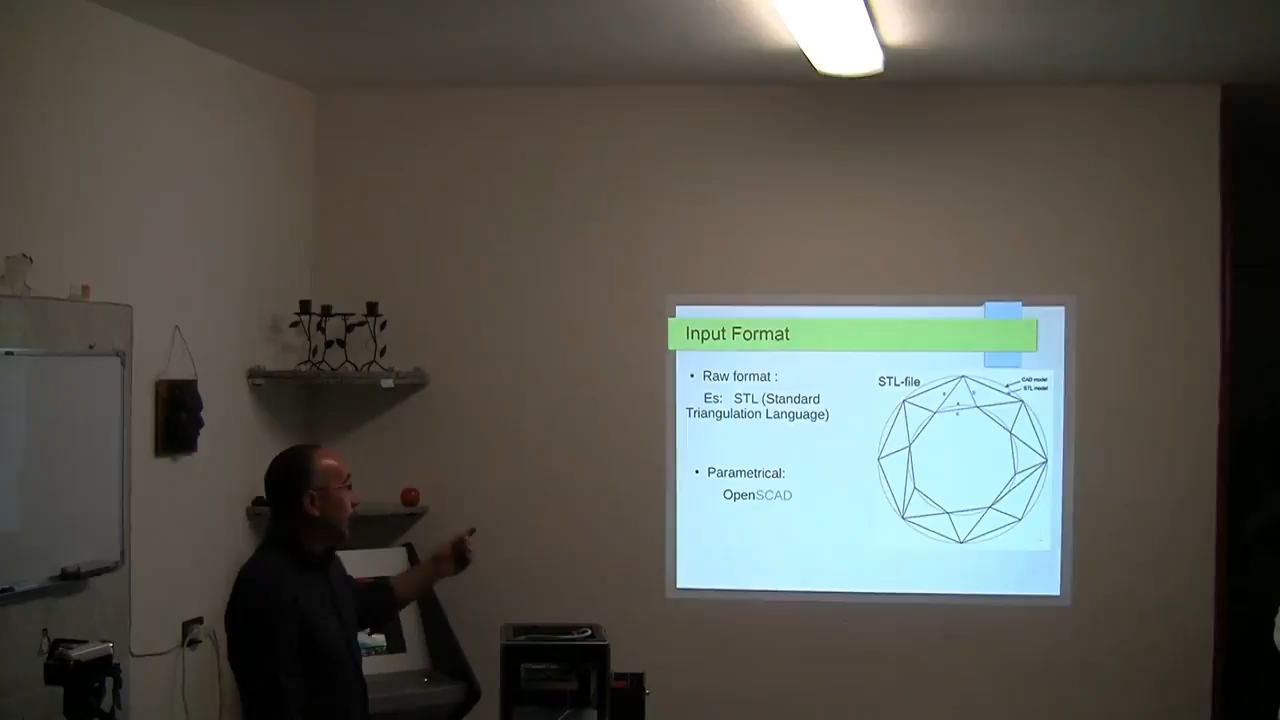 Input Format
• Raw format :
Es: STL (Standard
Triangulation Language)
• Parametrical:
OpenSCAD
STL-file
CAD model
STL model